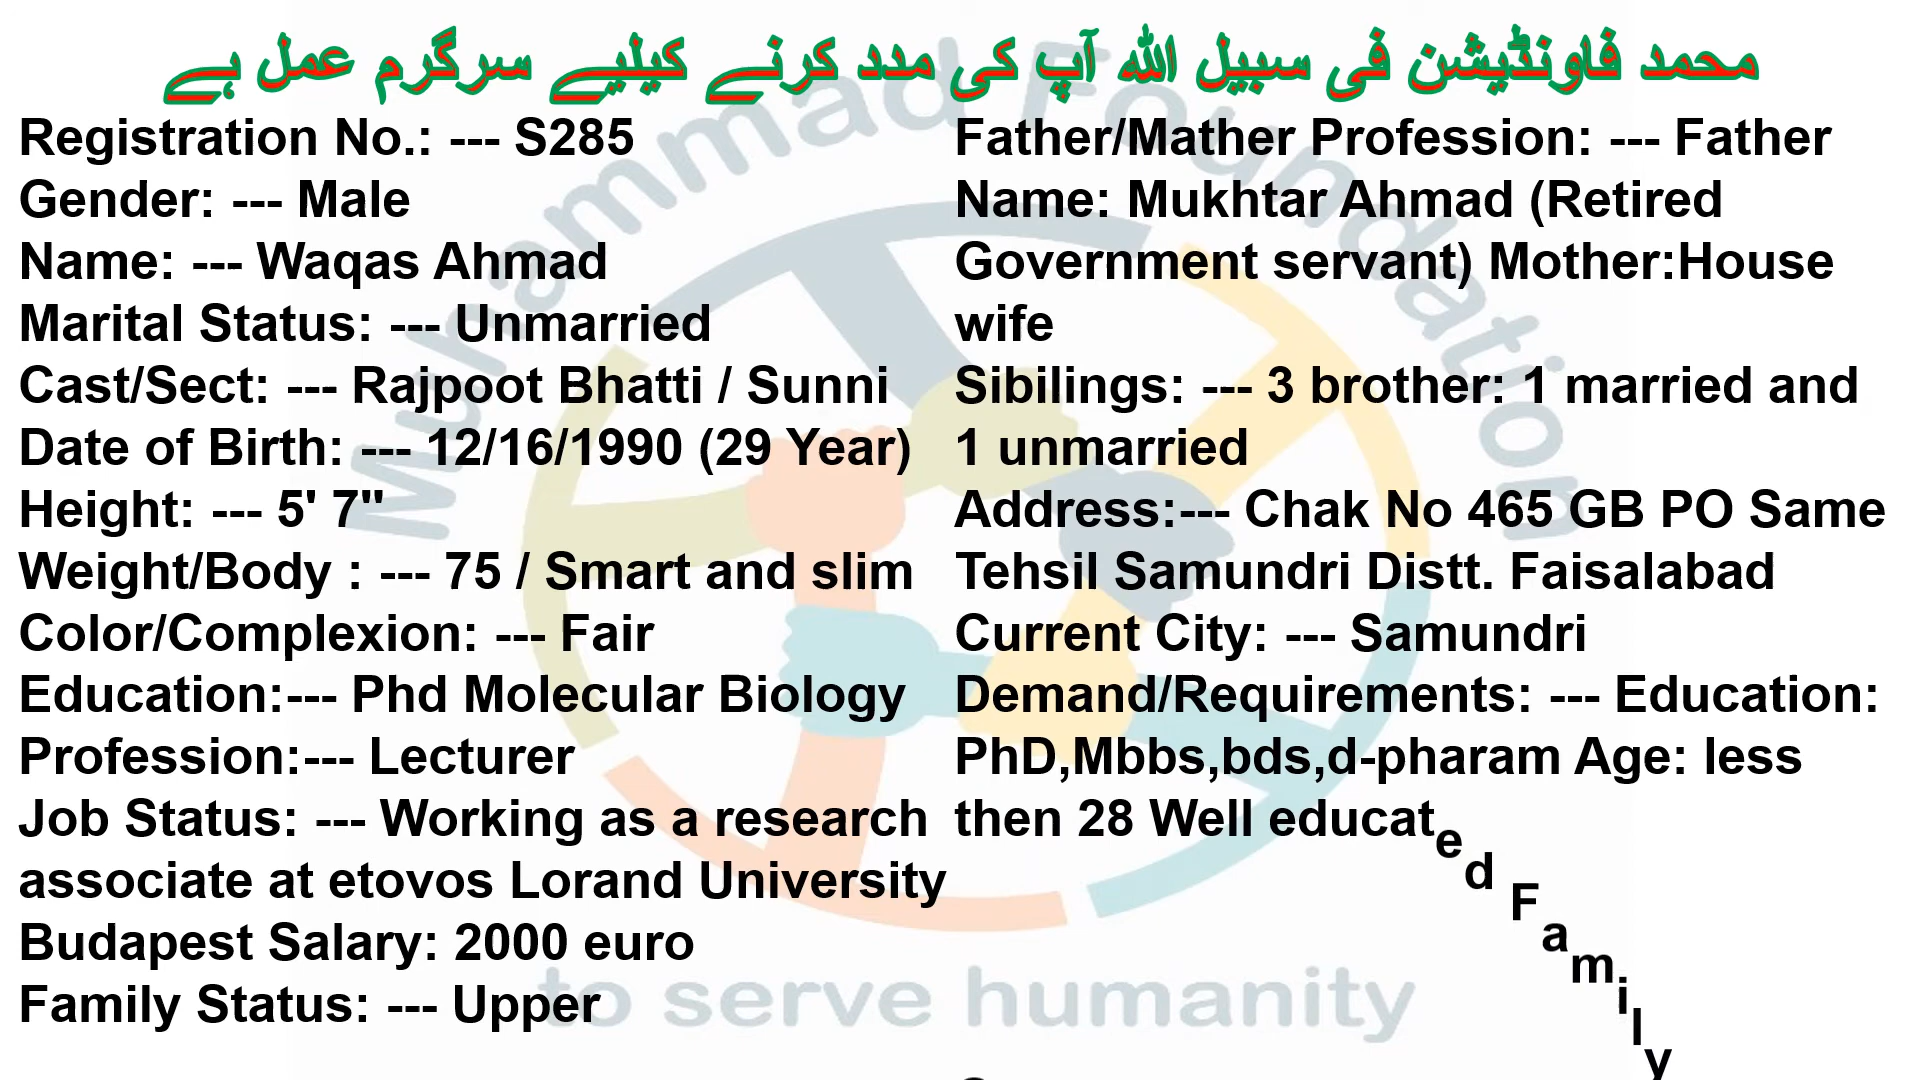 محمد فاونڈیشن فی سبیل اللہ آپ کی مدد کرنے کیلیے سرگرم عمل ہے
Registration No.: --- S285
Gender: --- Male
Name: --- Waqas Ahmad
Marital Status: --- Unmarried
Cast/Sect: --- Rajpoot Bhatti / Sunni
Date of Birth: --- 12/16/1990 (29 Year)
Height: --- 5' 7"
Weight/Body : --- 75 / Smart and slim
Color/Complexion: --- Fair
Education:--- Phd Molecular Biology
Profession:--- Lecturer
Job Status: --- Working as a research
associate at etovos Lorand University
Budapest Salary: 2000 euro
Family Status: --- Upper
Father/Mather Profession: --- Father
Name: Mukhtar Ahmad (Retired
Government servant) Mother:House
wife
Sibilings: --- 3 brother: 1 married and
1 unmarried
Address:--- Chak No 465 GB PO Same
Tehsil Samundri Distt. Faisalabad
Current City: --- Samundri
Demand/Requirements: --- Education:
PhD,Mbbs,bds,d-pharam Age: less
then 28 Well educated Family
Muhammad Foundation
to serve humanity